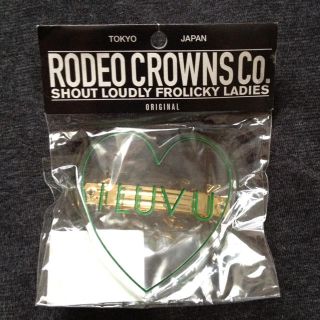 TOKYO JAPAN
RODEO CROWNS Co.
SHOUT LOUDLY FROLICKY LADIES
ORIGINAL
I LUV U